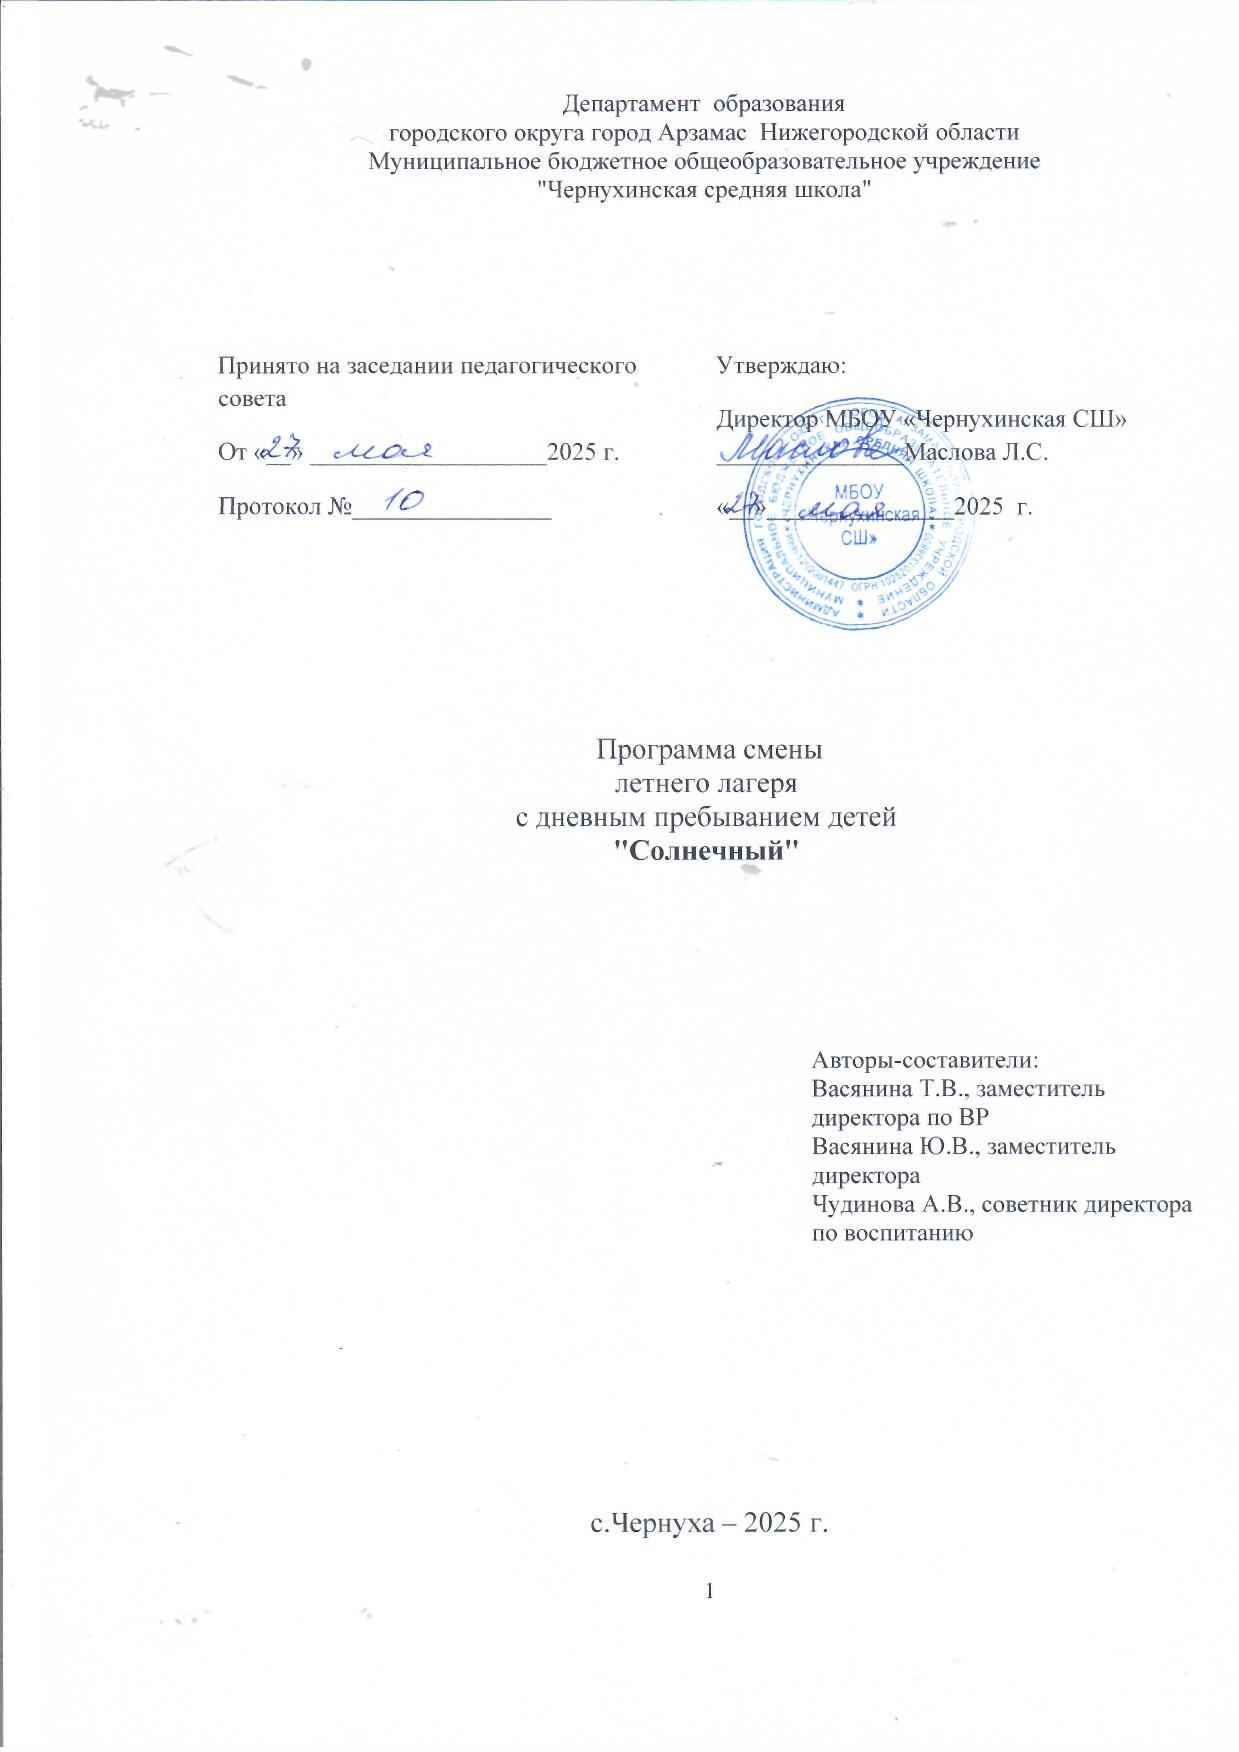 Департамент образования
городского округа город Арзамас Нижегородской области
Муниципальное бюджетное общеобразовательное учреждение
"Чернухинская средняя школа"
Принято на заседании педагогического
совета
От «27» мая 2025 г.
Протокол № 10
Утверждаю:
Директор МБОУ «Чернухинская СШ»
Маслова Л.С.
«27» мая 2025 г.
МБОУ
«Чернухинская
СШ»
Программа смены
летнего лагеря
с дневным пребыванием детей
"Солнечный"
Авторы-составители:
Васянина Т.В., заместитель
директора по ВР
Васянина Ю.В., заместитель
директора
Чудинова А.В., советник директора
по воспитанию
с.Чернуха – 2025 г.
1